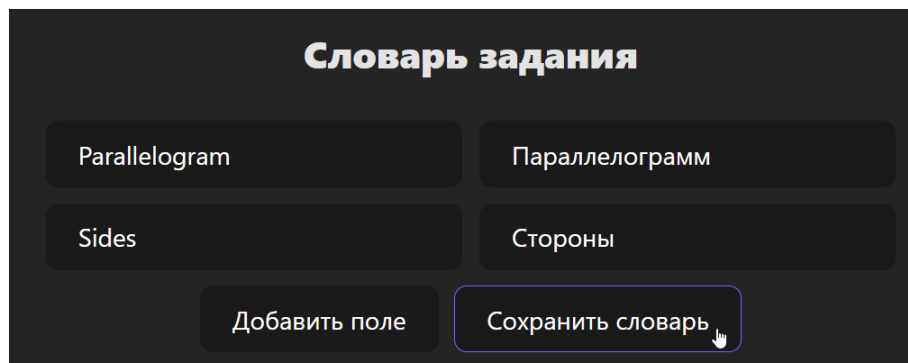 Словарь задания
Parallelogram Параллелограмм
Sides Стороны
Добавить поле Сохранить словарь